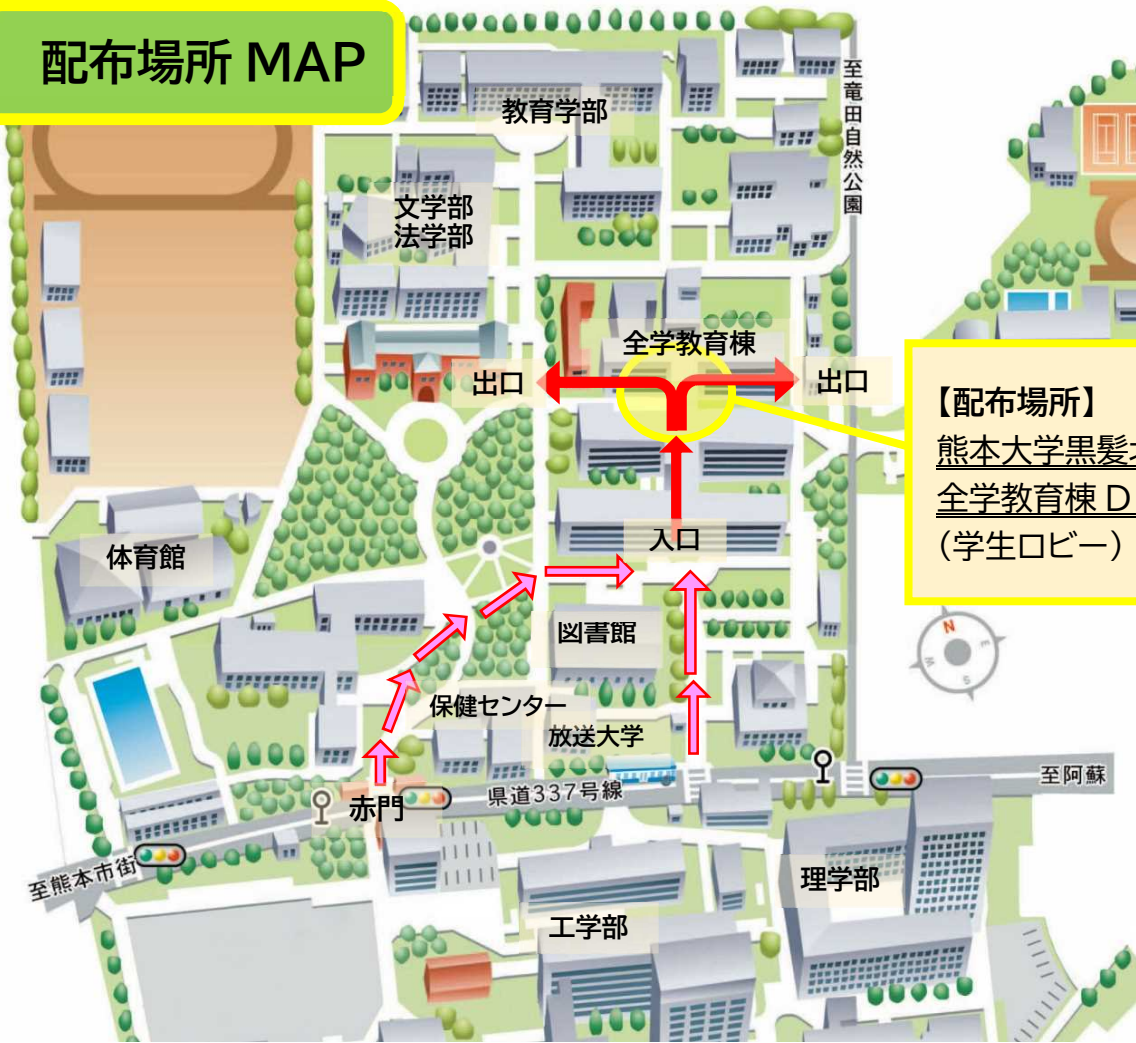 配布場所 MAP
教育学部
至竜田自然公園
文学部
法学部
全学教育棟
出口
出口
【配布場所】
熊本大学黒髪
全学教育棟 D
（学生ロビー）
入口
体育館
図書館
N
E
W
S
保健センター
放送大学
県道337号線
至阿蘇
赤門
至熊本市街
理学部
工学部